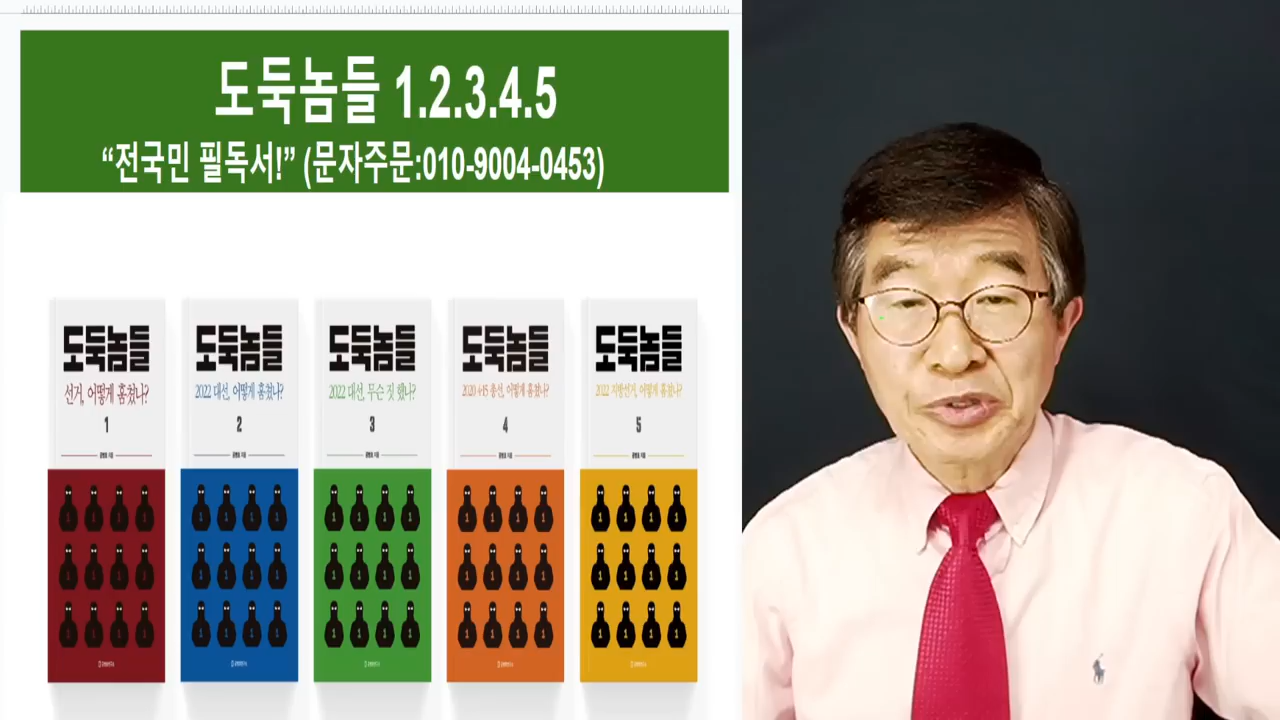 도둑놈들 1.2.3.4.5
“전국민 필독서!” (문자주문:010-9004-0453)
도둑놈들
선거, 어떻게 훔쳤나?
1
도둑놈들
2022 대선, 어떻게 훔쳤나?
2
도둑놈들
2022 대선, 무슨 짓 했나?
3
도둑놈들
2020 4·15 총선, 어떻게 훔쳤나?
4
도둑놈들
2022 지방선거, 어떻게 훔쳤나?
5